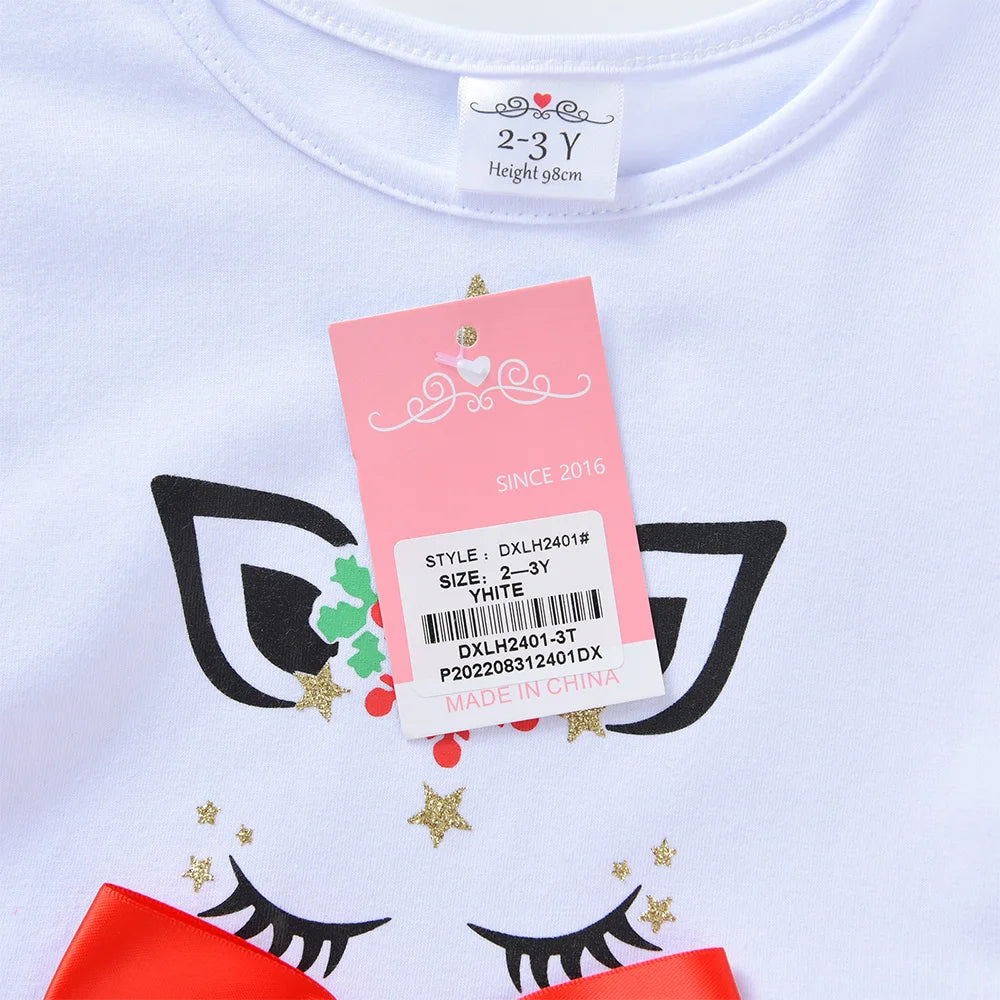 2-3 Y
Height 98cm
SINCE 2016
STYLE : DXLH2401#
SIZE: 2—3Y
YHITE
DXLH2401-3T
P202208312401DX
MADE IN CHINA